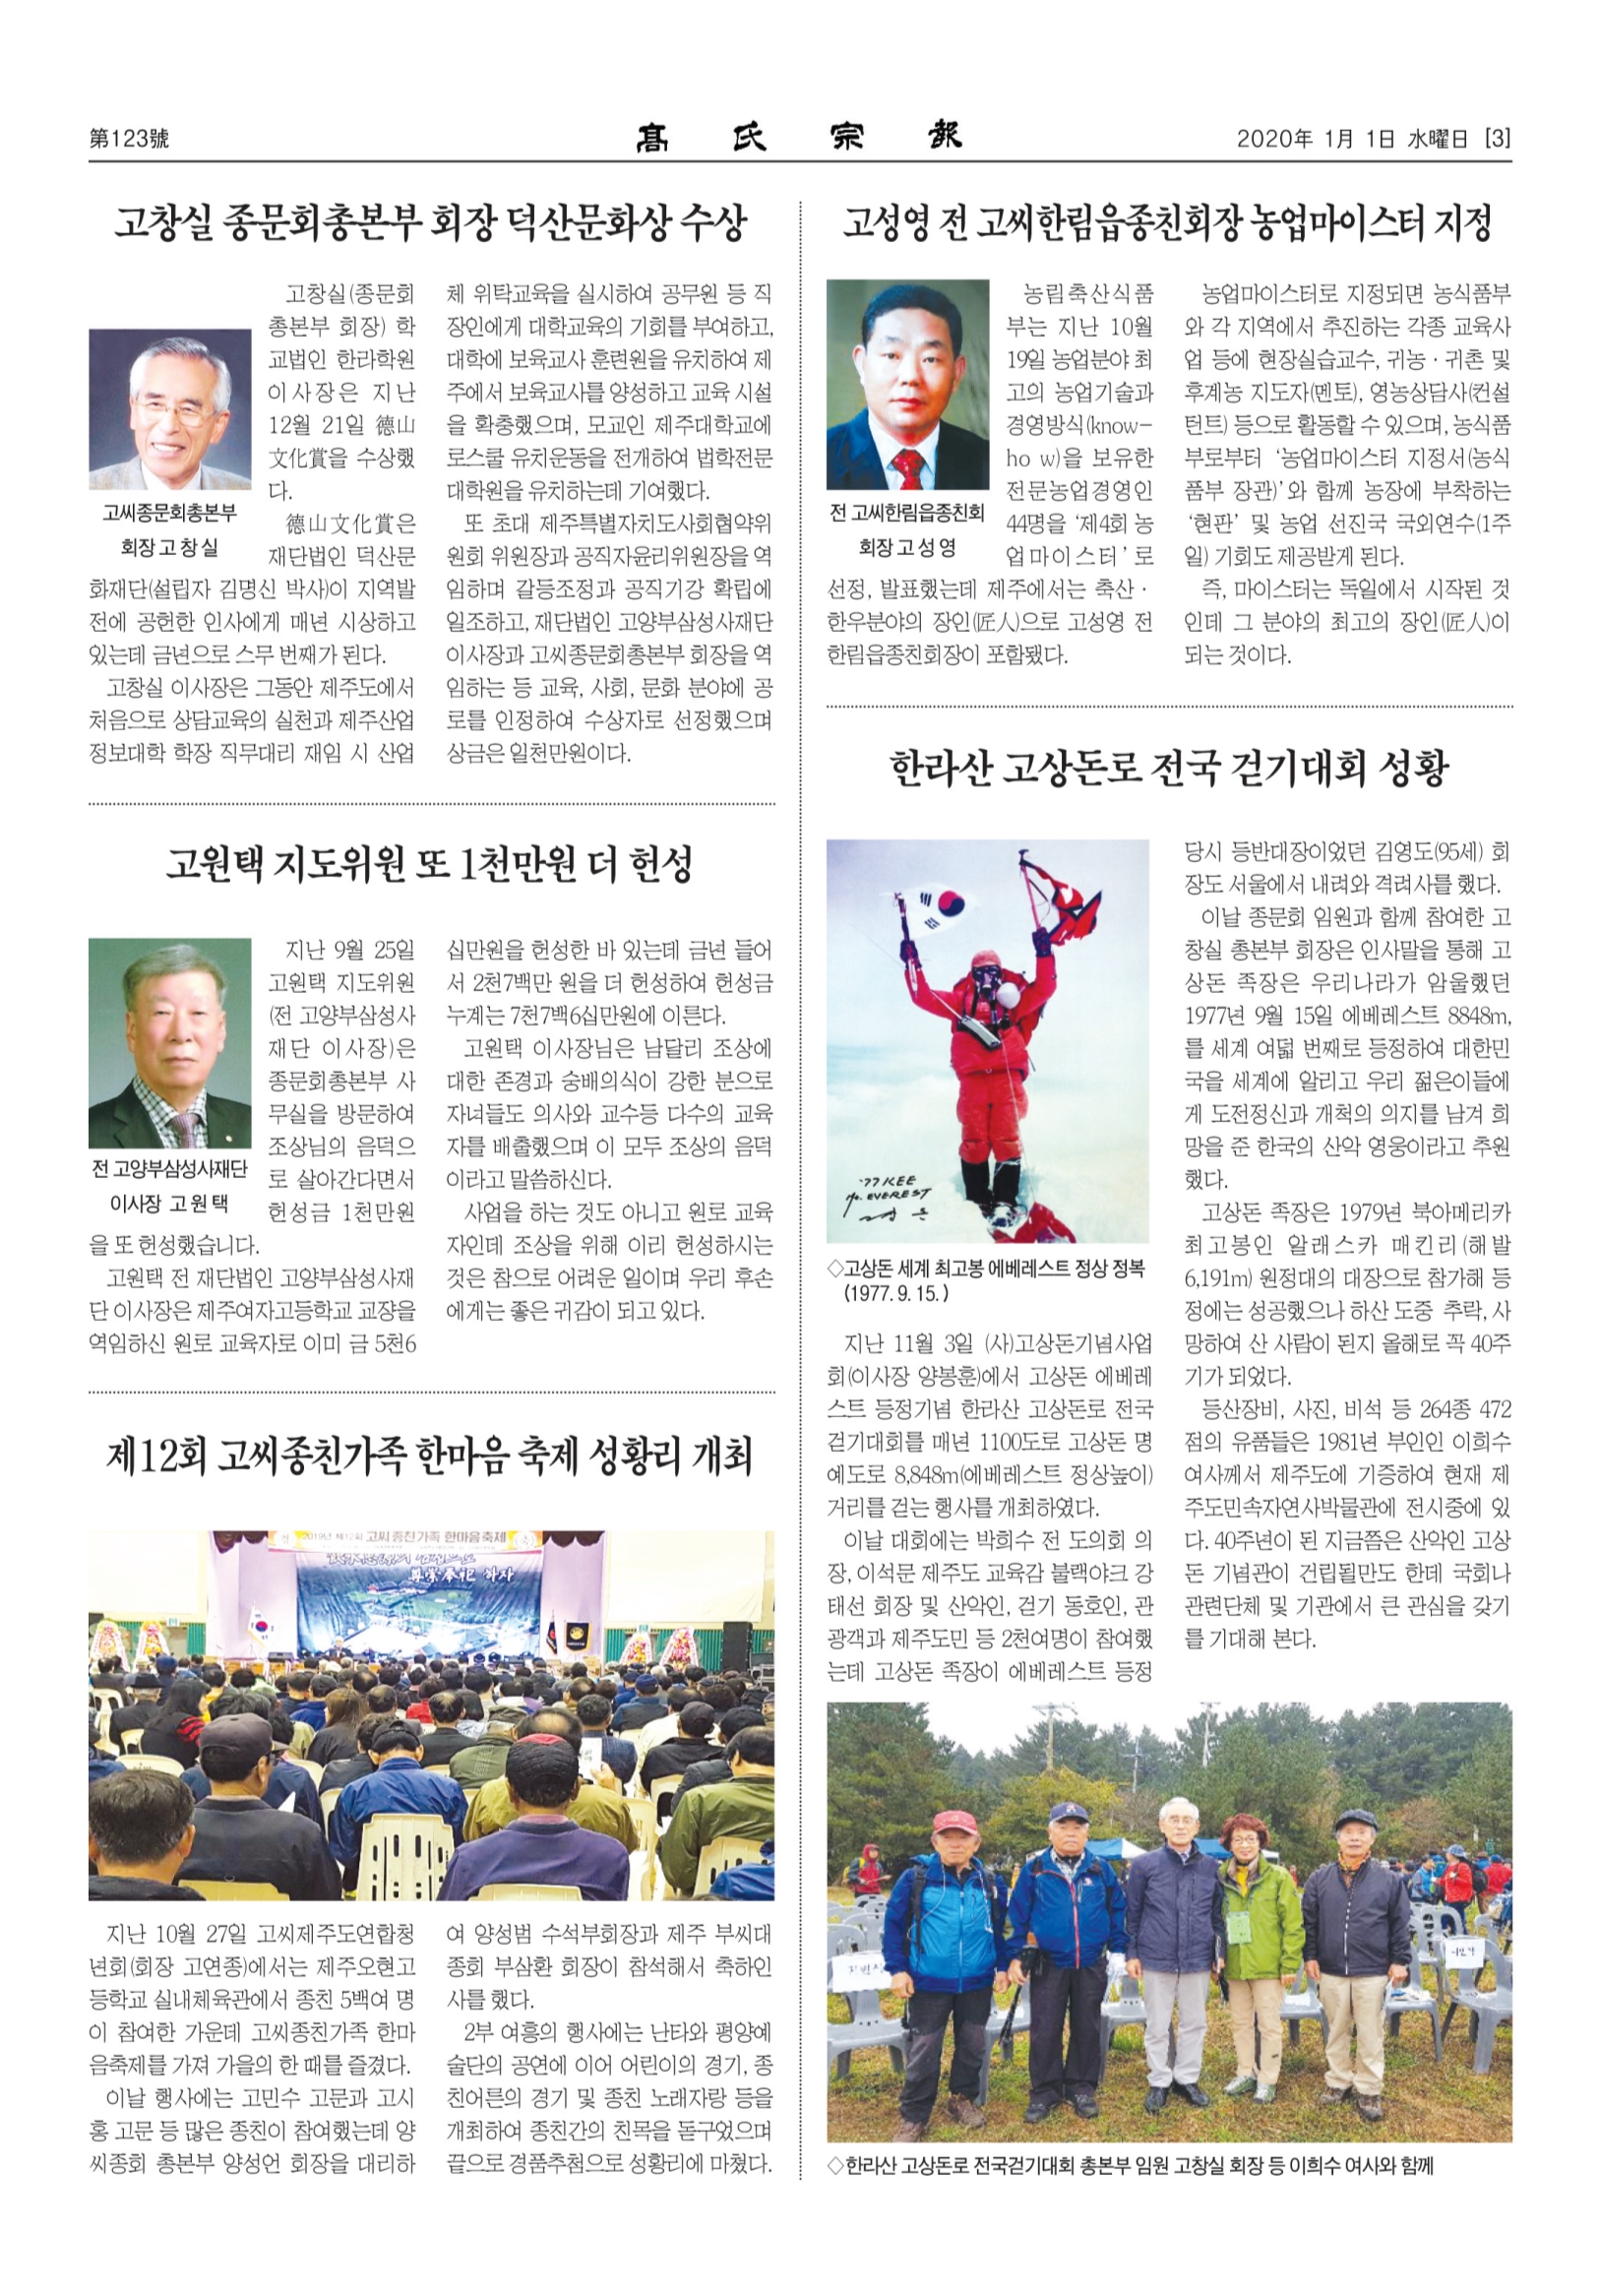 第123號
髙氏宗報
2020年 1月 1日 水曜日 [3]
고창실 종문회총본부 회장 덕산문화상 수상
고씨종문회총본부
회장 고 창 실
고창실(종문회
총본부 회장) 학
교법인 한라학원
이사장은 지난
12월 21일 德山
文化賞을 수상했
다.
德山文化賞은
재단법인 덕산문
화재단(설립자 김명신 박사)이 지역발
전에 공헌한 인사에게 매년 시상하고
있는데 금년으로 스무 번째가 된다.
고창실 이사장은 그동안 제주도에서
처음으로 상담교육의 실천과 제주산업
정보대학 학장 직무대리 재임 시 산업
체 위탁교육을 실시하여 공무원 등 직
장인에게 대학교육의 기회를 부여하고,
대학에 보육교사 훈련원을 유치하여 제
주에서 보육교사를 양성하고 교육 시설
을 확충했으며, 모교인 제주대학교에
로스쿨 유치운동을 전개하여 법학전문
대학원을 유치하는데 기여했다.
또 초대 제주특별자치도사회협약위
원회 위원장과 공직자윤리위원장을 역
임하며 갈등조정과 공직기강 확립에
일조하고, 재단법인 고양부삼성사재단
이사장과 고씨종문회총본부 회장을 역
임하는 등 교육, 사회, 문화 분야에 공
로를 인정하여 수상자로 선정했으며
상금은 일천만원이다.
고원택 지도위원 또 1천만원 더 헌성
전 고양부삼성사재단
이사장 고 원 택
지난 9월 25일
고원택 지도위원
(전 고양부삼성사
재단 이사장)은
종문회총본부 사
무실을 방문하여
조상님의 음덕으
로 살아간다면서
헌성금 1천만원
을 또 헌성했습니다.
고원택 전 재단법인 고양부삼성사재
단 이사장은 제주여자고등학교 교장을
역임하신 원로 교육자로 이미 금 5천6
십만원을 헌성한 바 있는데 금년 들어
서 2천7백만 원을 더 헌성하여 헌성금
누계는 7천7백6십만원에 이른다.
고원택 이사장님은 남달리 조상에
대한 존경과 숭배의식이 강한 분으로
자녀들도 의사와 교수등 다수의 교육
자를 배출했으며 이 모두 조상의 음덕
이라고 말씀하신다.
사업을 하는 것도 아니고 원로 교육
자인데 조상을 위해 이리 헌성하시는
것은 참으로 어려운 일이며 우리 후손
에게는 좋은 귀감이 되고 있다.
제12회 고씨종친가족 한마음 축제 성황리 개최
2019년 제12회 고씨종친가족 한마음축제
尊崇奉祀 하자
지난 10월 27일 고씨제주도연합청
년회(회장 고연종)에서는 제주오현고
등학교 실내체육관에서 종친 5백여 명
이 참여한 가운데 고씨종친가족 한마
음축제를 가져 가을의 한 때를 즐겼다.
이날 행사에는 고민수 고문과 고시
홍 고문 등 많은 종친이 참여했는데 양
씨종회 총본부 양성언 회장을 대리하
여 양성범 수석부회장과 제주 부씨대
종회 부삼환 회장이 참석해서 축하인
사를 했다.
2부 여흥의 행사에는 난타와 평양예
술단의 공연에 이어 어린이의 경기, 종
친어른의 경기 및 종친 노래자랑 등을
개최하여 종친간의 친목을 돋구었으며
끝으로 경품추첨으로 성황리에 마쳤다.
고성영 전 고씨한림읍종친회장 농업마이스터 지정
전 고씨한림읍종친회
회장 고 성 영
농림축산식품
부는 지난 10월
19일 농업분야 최
고의 농업기술과
경영방식(know-
ho w)을 보유한
전문농업경영인
44명을 ‘제4회 농
업마이스터’로
선정, 발표했는데 제주에서는 축산·
한우분야의 장인(匠人)으로 고성영 전
한림읍종친회장이 포함됐다.
농업마이스터로 지정되면 농식품부
와 각 지역에서 추진하는 각종 교육사
업 등에 현장실습교수, 귀농·귀촌 및
후계농 지도자(멘토), 영농상담사(컨설
턴트) 등으로 활동할 수 있으며, 농식품
부로부터 ‘농업마이스터 지정서(농식
품부 장관)’와 함께 농장에 부착하는
‘현판’ 및 농업 선진국 국외연수(1주
일) 기회도 제공받게 된다.
즉, 마이스터는 독일에서 시작된 것
인데 그 분야의 최고의 장인(匠人)이
되는 것이다.
한라산 고상돈로 전국 걷기대회 성황
'77 KEE
Mo. EVEREST
◇고상돈 세계 최고봉 에베레스트 정상 정복
(1977. 9. 15.)
지난 11월 3일 (사)고상돈기념사업
회(이사장 양봉훈)에서 고상돈 에베레
스트 등정기념 한라산 고상돈로 전국
걷기대회를 매년 1100도로 고상돈 명
예도로 8,848m(에베레스트 정상높이)
거리를 걷는 행사를 개최하였다.
이날 대회에는 박희수 전 도의회 의
장, 이석문 제주도 교육감 불랙야크 강
태선 회장 및 산악인, 걷기 동호인, 관
광객과 제주도민 등 2천여명이 참여했
는데 고상돈 족장이 에베레스트 등정
당시 등반대장이었던 김영도(95세) 회
장도 서울에서 내려와 격려사를 했다.
이날 종문회 임원과 함께 참여한 고
창실 총본부 회장은 인사말을 통해 고
상돈 족장은 우리나라가 암울했던
1977년 9월 15일 에베레스트 8848m,
를 세계 여덟 번째로 등정하여 대한민
국을 세계에 알리고 우리 젊은이들에
게 도전정신과 개척의 의지를 남겨 희
망을 준 한국의 산악 영웅이라고 추원
했다.
고상돈 족장은 1979년 북아메리카
최고봉인 알래스카 매킨리(해발
6,191m) 원정대의 대장으로 참가해 등
정에는 성공했으나 하산 도중 추락, 사
망하여 산 사람이 된지 올해로 꼭 40주
기가 되었다.
등산장비, 사진, 비석 등 264종 472
점의 유품들은 1981년 부인인 이희수
여사께서 제주도에 기증하여 현재 제
주도민속자연사박물관에 전시중에 있
다. 40주년이 된 지금쯤은 산악인 고상
돈 기념관이 건립될만도 한데 국회나
관련단체 및 기관에서 큰 관심을 갖기
를 기대해 본다.
◇한라산 고상돈로 전국걷기대회 총본부 임원 고창실 회장 등 이희수 여사와 함께